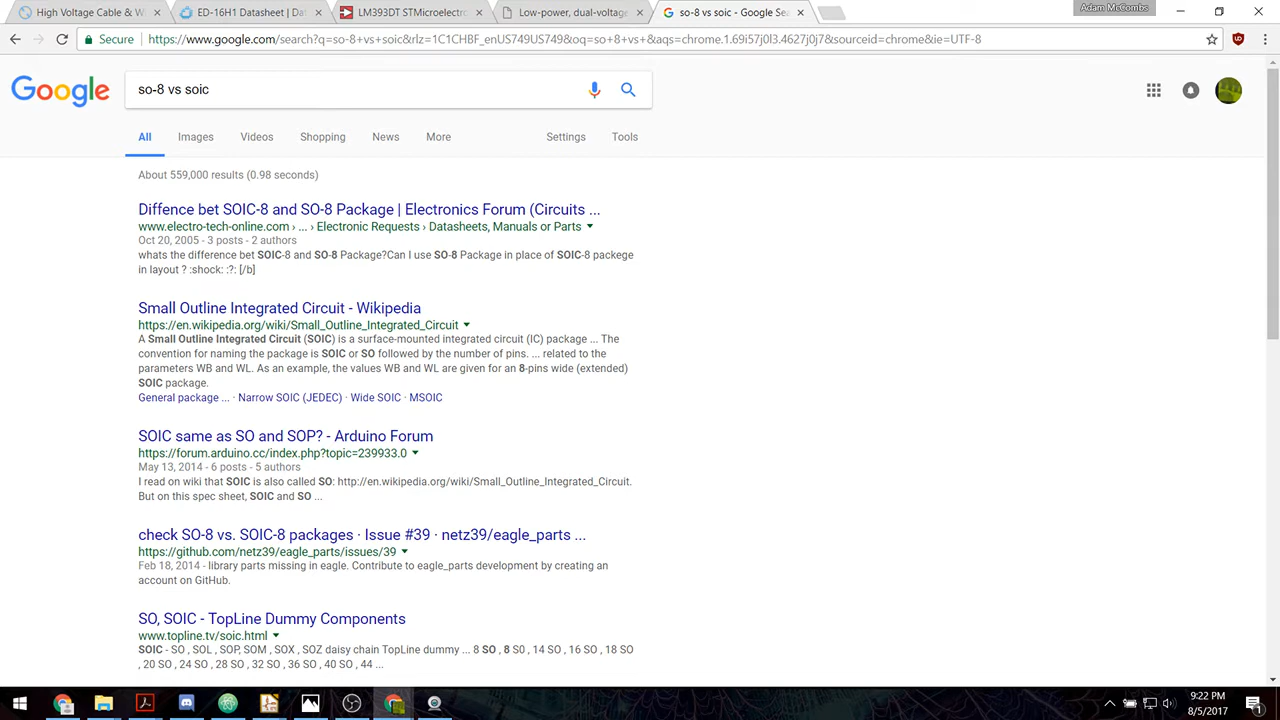 High Voltage Cable & W
ED-16H1 Datasheet | Dat
LM393DT STMicroelectro
Low-power, dual-voltage
so-8 vs soic - Google Sea
Adam McCombs
Secure
https://www.google.com/search?q=so-8+vs+soic&rlz=1C1CHBF_enUS749US749&oq=so+8+vs+&aqs=chrome.1.69i57j0l3.4627j0j7&sourceid=chrome&ie=UTF-8
Google
so-8 vs soic
All Images Videos Shopping News More Settings Tools
About 559,000 results (0.98 seconds)
Diffence bet SOIC-8 and SO-8 Package | Electronics Forum (Circuits ...
www.electro-tech-online.com › ... › Electronic Requests › Datasheets, Manuals or Parts
Oct 20, 2005 - 3 posts - 2 authors
whats the difference bet SOIC-8 and SO-8 Package?Can I use SO-8 Package in place of SOIC-8 packege
in layout ? :shock: :?: [/b]
Small Outline Integrated Circuit - Wikipedia
https://en.wikipedia.org/wiki/Small_Outline_Integrated_Circuit
A Small Outline Integrated Circuit (SOIC) is a surface-mounted integrated circuit (IC) package ... The
convention for naming the package is SOIC or SO followed by the number of pins. ... related to the
parameters WB and WL. As an example, the values WB and WL are given for an 8-pins wide (extended)
SOIC package.
General package ... · Narrow SOIC (JEDEC) · Wide SOIC · MSOIC
SOIC same as SO and SOP? - Arduino Forum
https://forum.arduino.cc/index.php?topic=239933.0
May 13, 2014 - 6 posts - 5 authors
I read on wiki that SOIC is also called SO: http://en.wikipedia.org/wiki/Small_Outline_Integrated_Circuit.
But on this spec sheet, SOIC and SO ...
check SO-8 vs. SOIC-8 packages · Issue #39 · netz39/eagle_parts ...
https://github.com/netz39/eagle_parts/issues/39
Feb 18, 2014 - library parts missing in eagle. Contribute to eagle_parts development by creating an
account on GitHub.
SO, SOIC - TopLine Dummy Components
www.topline.tv/soic.html
SOIC - SO , SOL , SOP, SOM , SOX , SOZ daisy chain TopLine dummy ... 8 SO , 8 S0 , 14 SO , 16 SO , 18 SO
, 20 SO , 24 SO , 28 SO , 32 SO , 36 SO , 40 SO , 44 ...
9:22 PM
8/5/2017